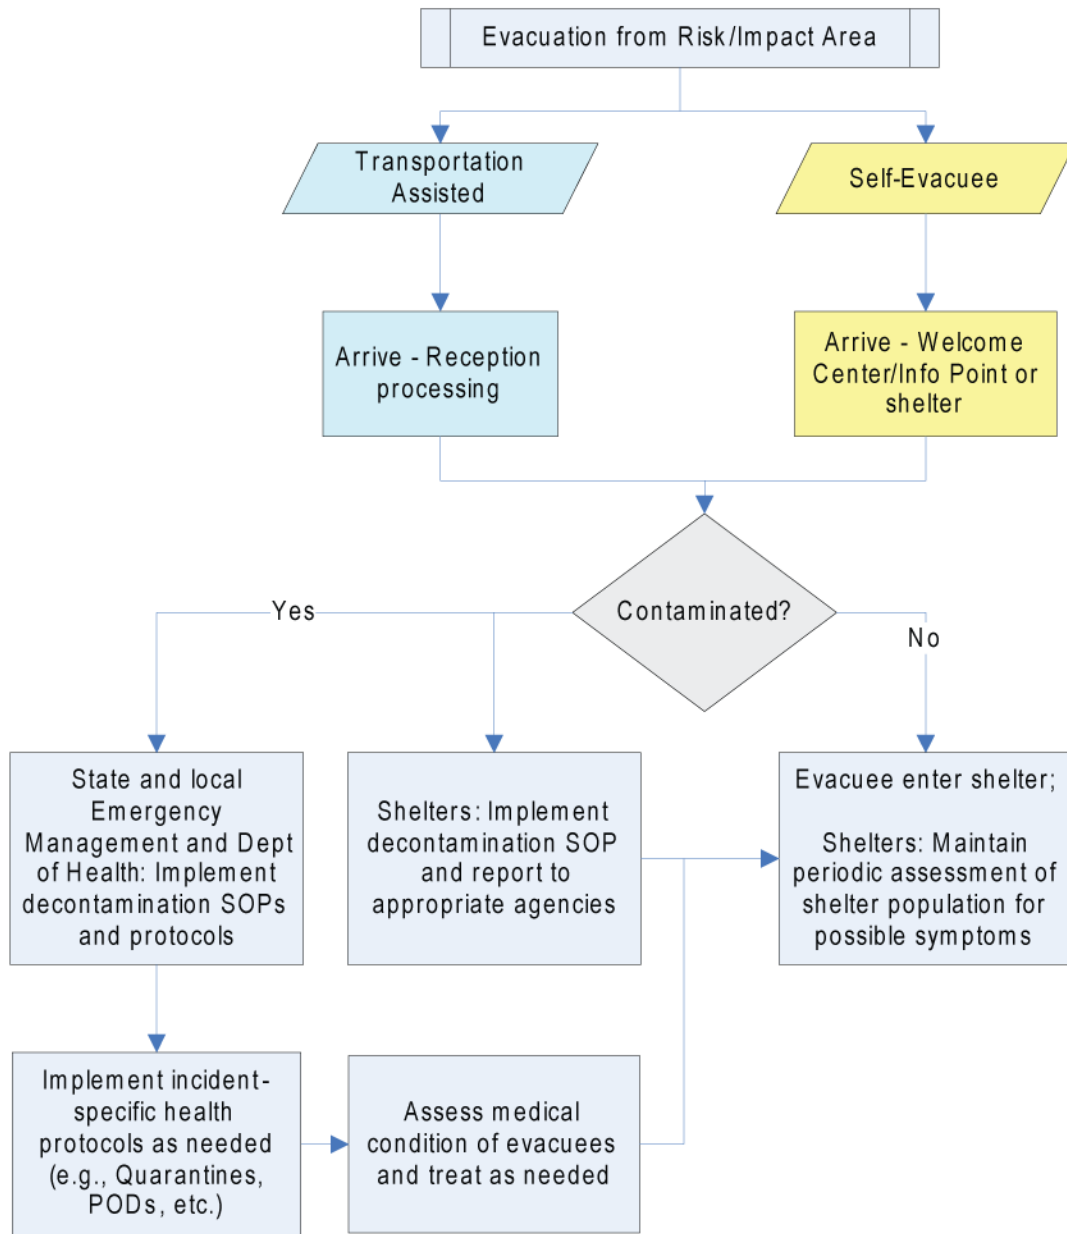 Evacuation from Risk/Impact Area
Transportation
Assisted
Self-Evacuee
Arrive - Reception
processing
Arrive - Welcome
Center/Info Point or
shelter
Contaminated?
Yes
No
State and local
Emergency
Management and Dept
of Health: Implement
decontamination SOPs
and protocols
Shelters: Implement
decontamination SOP
and report to
appropriate agencies
Evacuee enter shelter;
Shelters: Maintain
periodic assessment of
shelter population for
possible symptoms
Implement incident-
specific health
protocols as needed
(e.g., Quarantines,
PODs, etc.)
Assess medical
condition of evacuees
and treat as needed